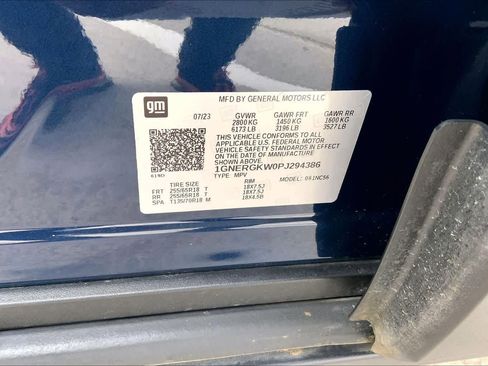 gm
MFD BY GENERAL MOTORS LLC
07/23 GVWR GAWR FRT GAWR RR
2800 KG 1450 KG 1600 KG
6173 LB 3196 LB 3527 LB
THIS VEHICLE CONFORMS TO ALL
APPLICABLE U.S. FEDERAL MOTOR
VEHICLE SAFETY STANDARDS IN EFFECT
ON THE DATE OF MANUFACTURE
SHOWN ABOVE.
1GNERGKW0PJ294386
TYPE: MPV MODEL: 0S1NC56
TIRE SIZE RIM
FRT 255/65R18 T 18X7.5J
RR 255/65R18 T 18X7.5J
SPA T135/70R18 M 18X4.5B